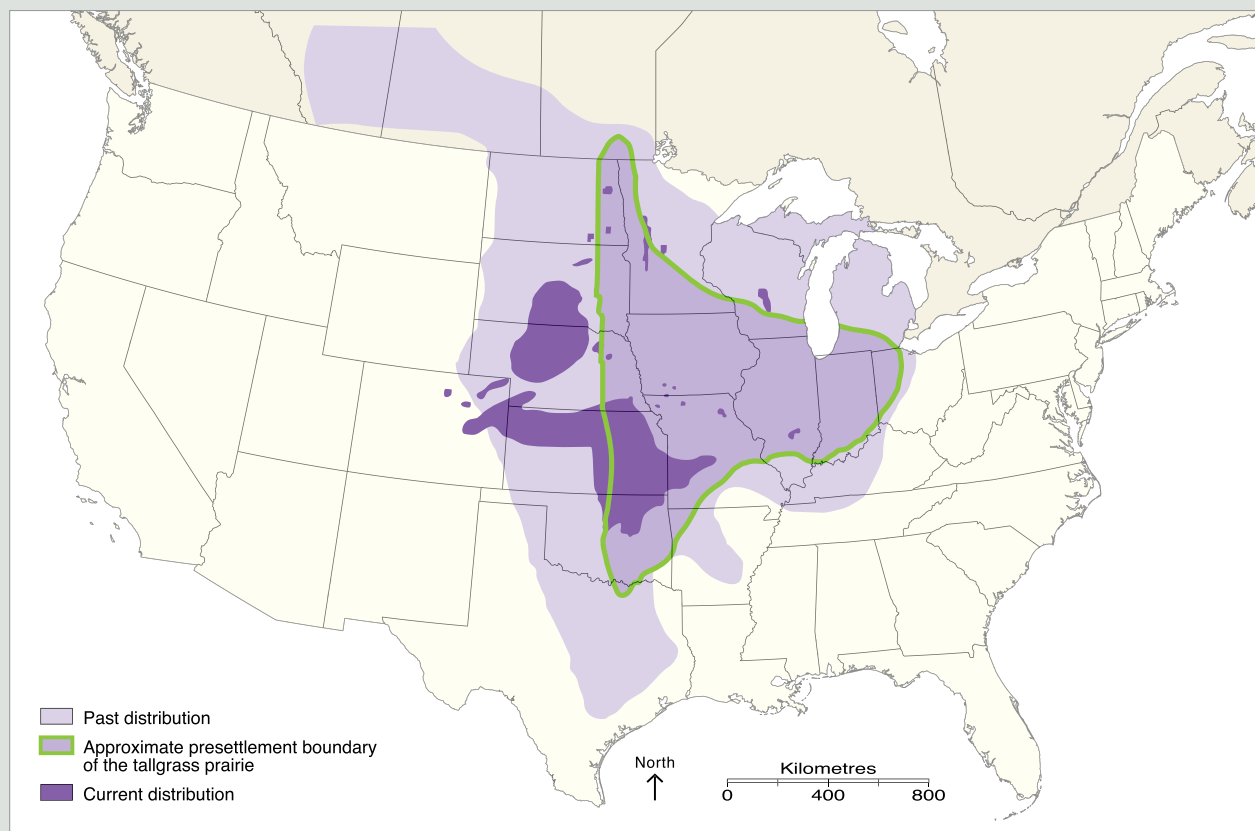 Past distribution
Approximate presettlement boundary
of the tallgrass prairie
Current distribution
North
Kilometres
0 400 800